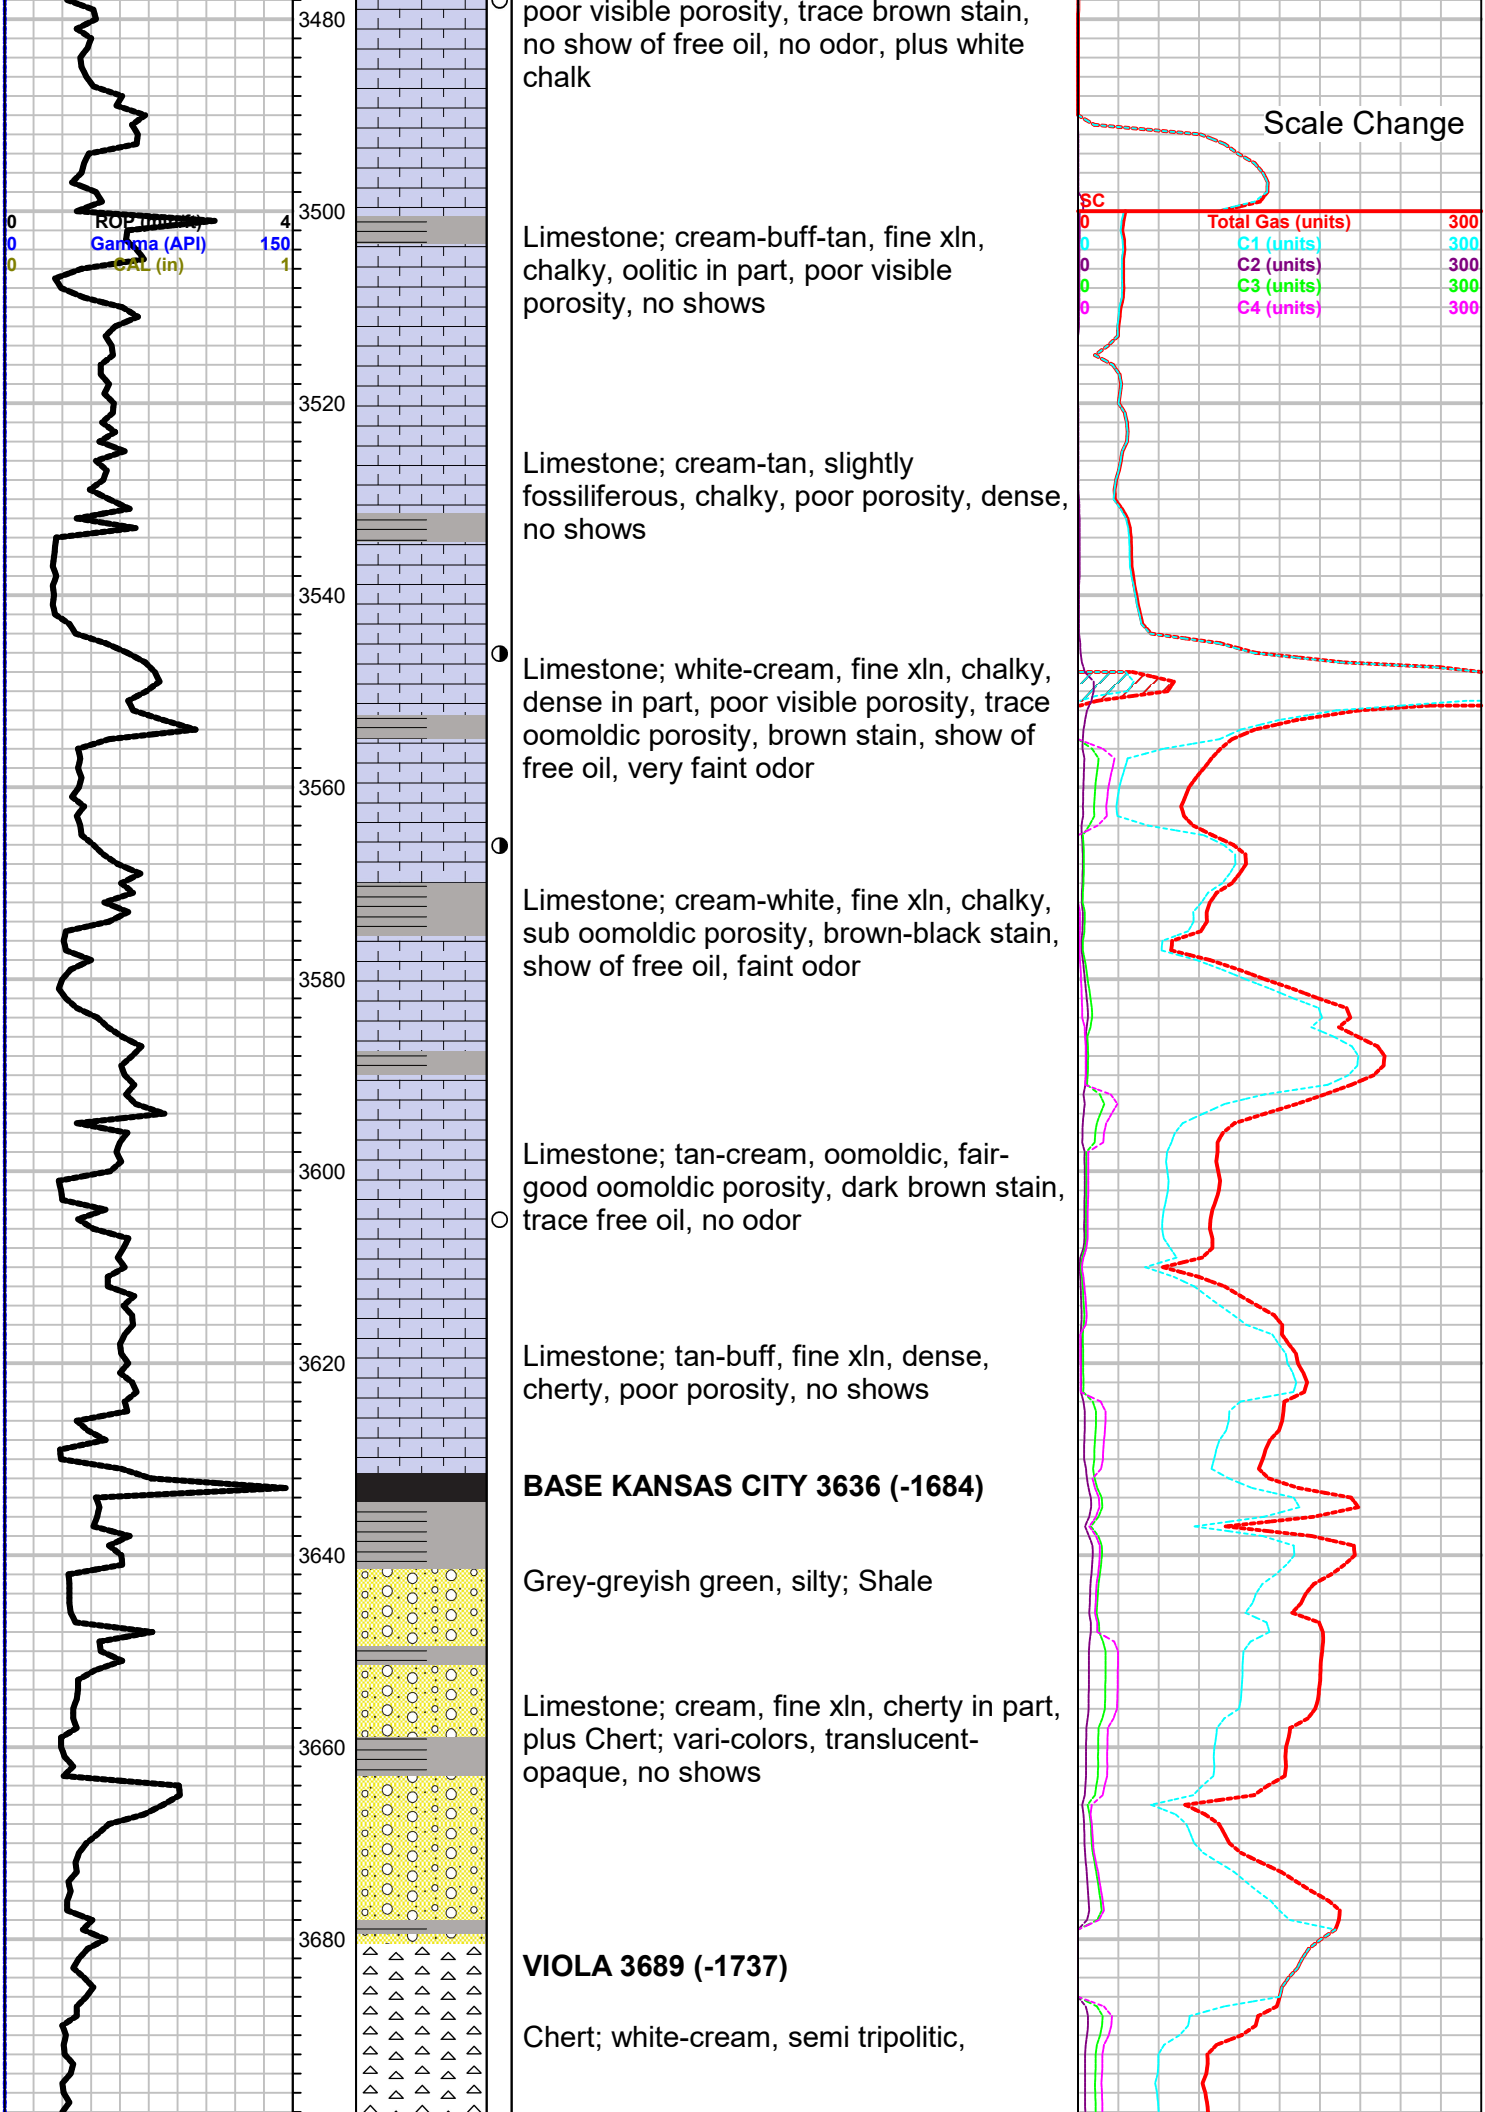 3480
poor visible porosity, trace brown stain,
no show of free oil, no odor, plus white
chalk
Scale Change
SC
3500
0 ROP 4
0 Gamma (API) 150
0 CAL (in) 1
0 Total Gas (units) 300
0 C1 (units) 300
0 C2 (units) 300
0 C3 (units) 300
0 C4 (units) 300
Limestone; cream-buff-tan, fine xln,
chalky, oolitic in part, poor visible
porosity, no shows
3520
Limestone; cream-tan, slightly
fossiliferous, chalky, poor porosity, dense,
no shows
3540
Limestone; white-cream, fine xln, chalky,
dense in part, poor visible porosity, trace
oomoldic porosity, brown stain, show of
free oil, very faint odor
3560
Limestone; cream-white, fine xln, chalky,
sub oomoldic porosity, brown-black stain,
show of free oil, faint odor
3580
Limestone; tan-cream, oomoldic, fair-
good oomoldic porosity, dark brown stain,
trace free oil, no odor
3600
Limestone; tan-buff, fine xln, dense,
cherty, poor porosity, no shows
3620
BASE KANSAS CITY 3636 (-1684)
3640
Grey-greyish green, silty; Shale
Limestone; cream, fine xln, cherty in part,
plus Chert; vari-colors, translucent-
opaque, no shows
3660
3680
VIOLA 3689 (-1737)
Chert; white-cream, semi tripolitic,